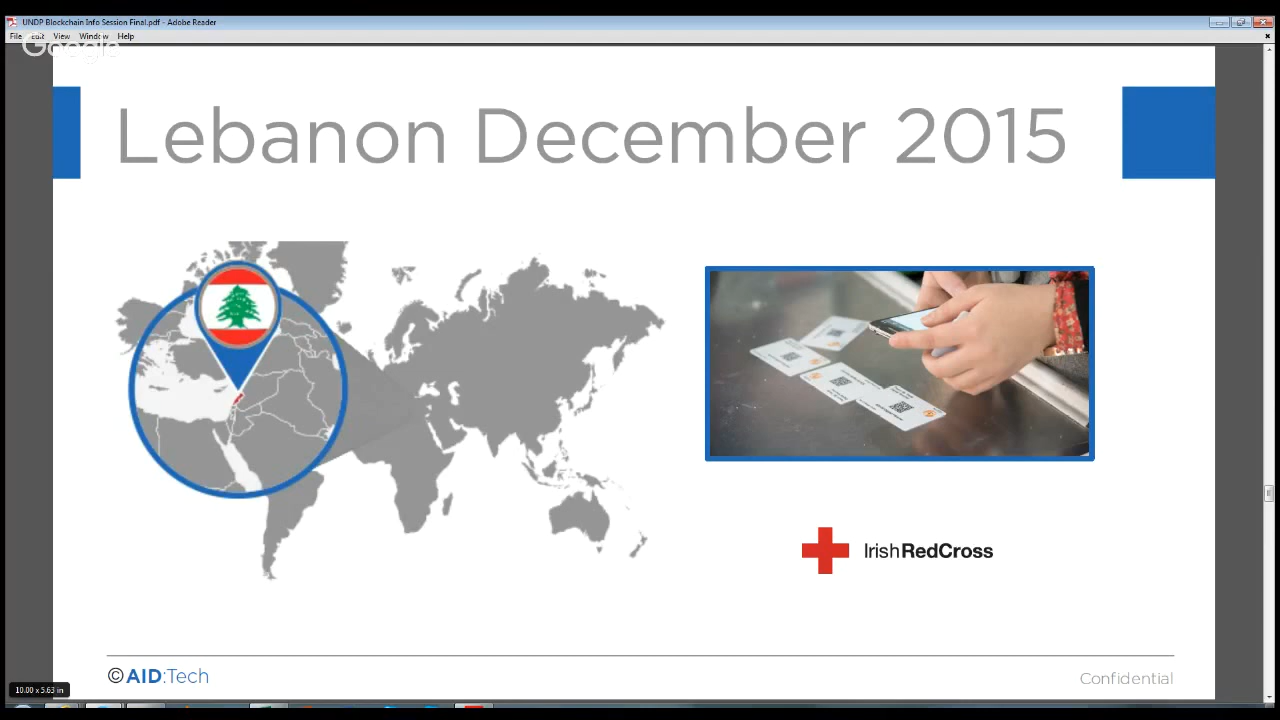 UNDP Blockchain Info Session Final.pdf - Adobe Reader
File Edit View Window Help
Google
Lebanon December 2015
IrishRedCross
©AID:Tech
Confidential
10.00 x 5.63 in